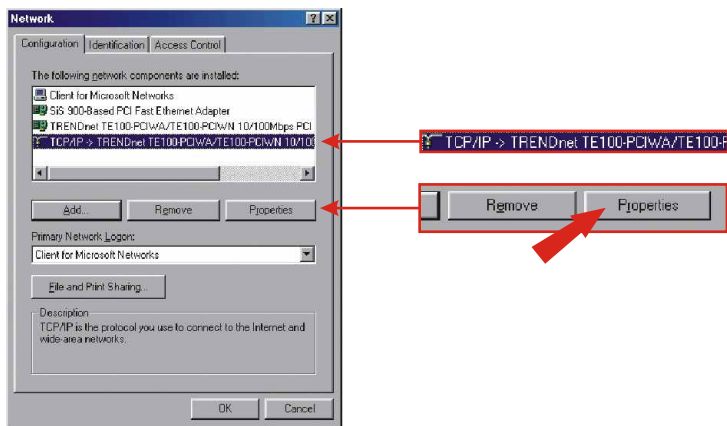 Network
Configuration Identification Access Control
The following network components are installed:
Client for Microsoft Networks
SiS 900-Based PCI Fast Ethernet Adapter
TRENDnet TE100-PCIWA/TE100-PCIWN 10/100Mbps PCI
TCP/IP -> TRENDnet TE100-PCIWA/TE100-PCIWN 10/100
Add... Remove Properties
Primary Network Logon:
Client for Microsoft Networks
File and Print Sharing...
Description
TCP/IP is the protocol you use to connect to the Internet and
wide-area networks.
OK Cancel
TCP/IP -> TRENDnet TE100-PCIWA/TE100-P
Remove Properties